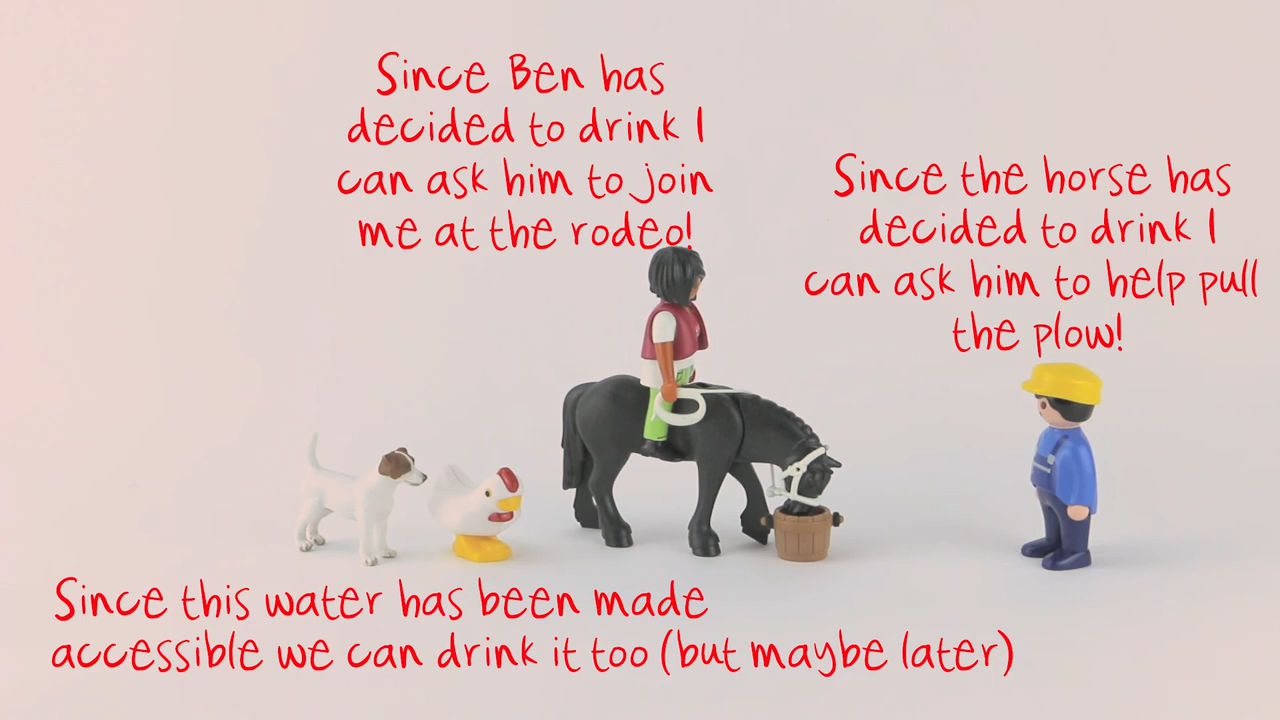 Since Ben has
decided to drink I
can ask him to join
me at the rodeo!
Since the horse has
decided to drink I
can ask him to help pull
the plow!
Since this water has been made
accessible we can drink it too (but maybe later)